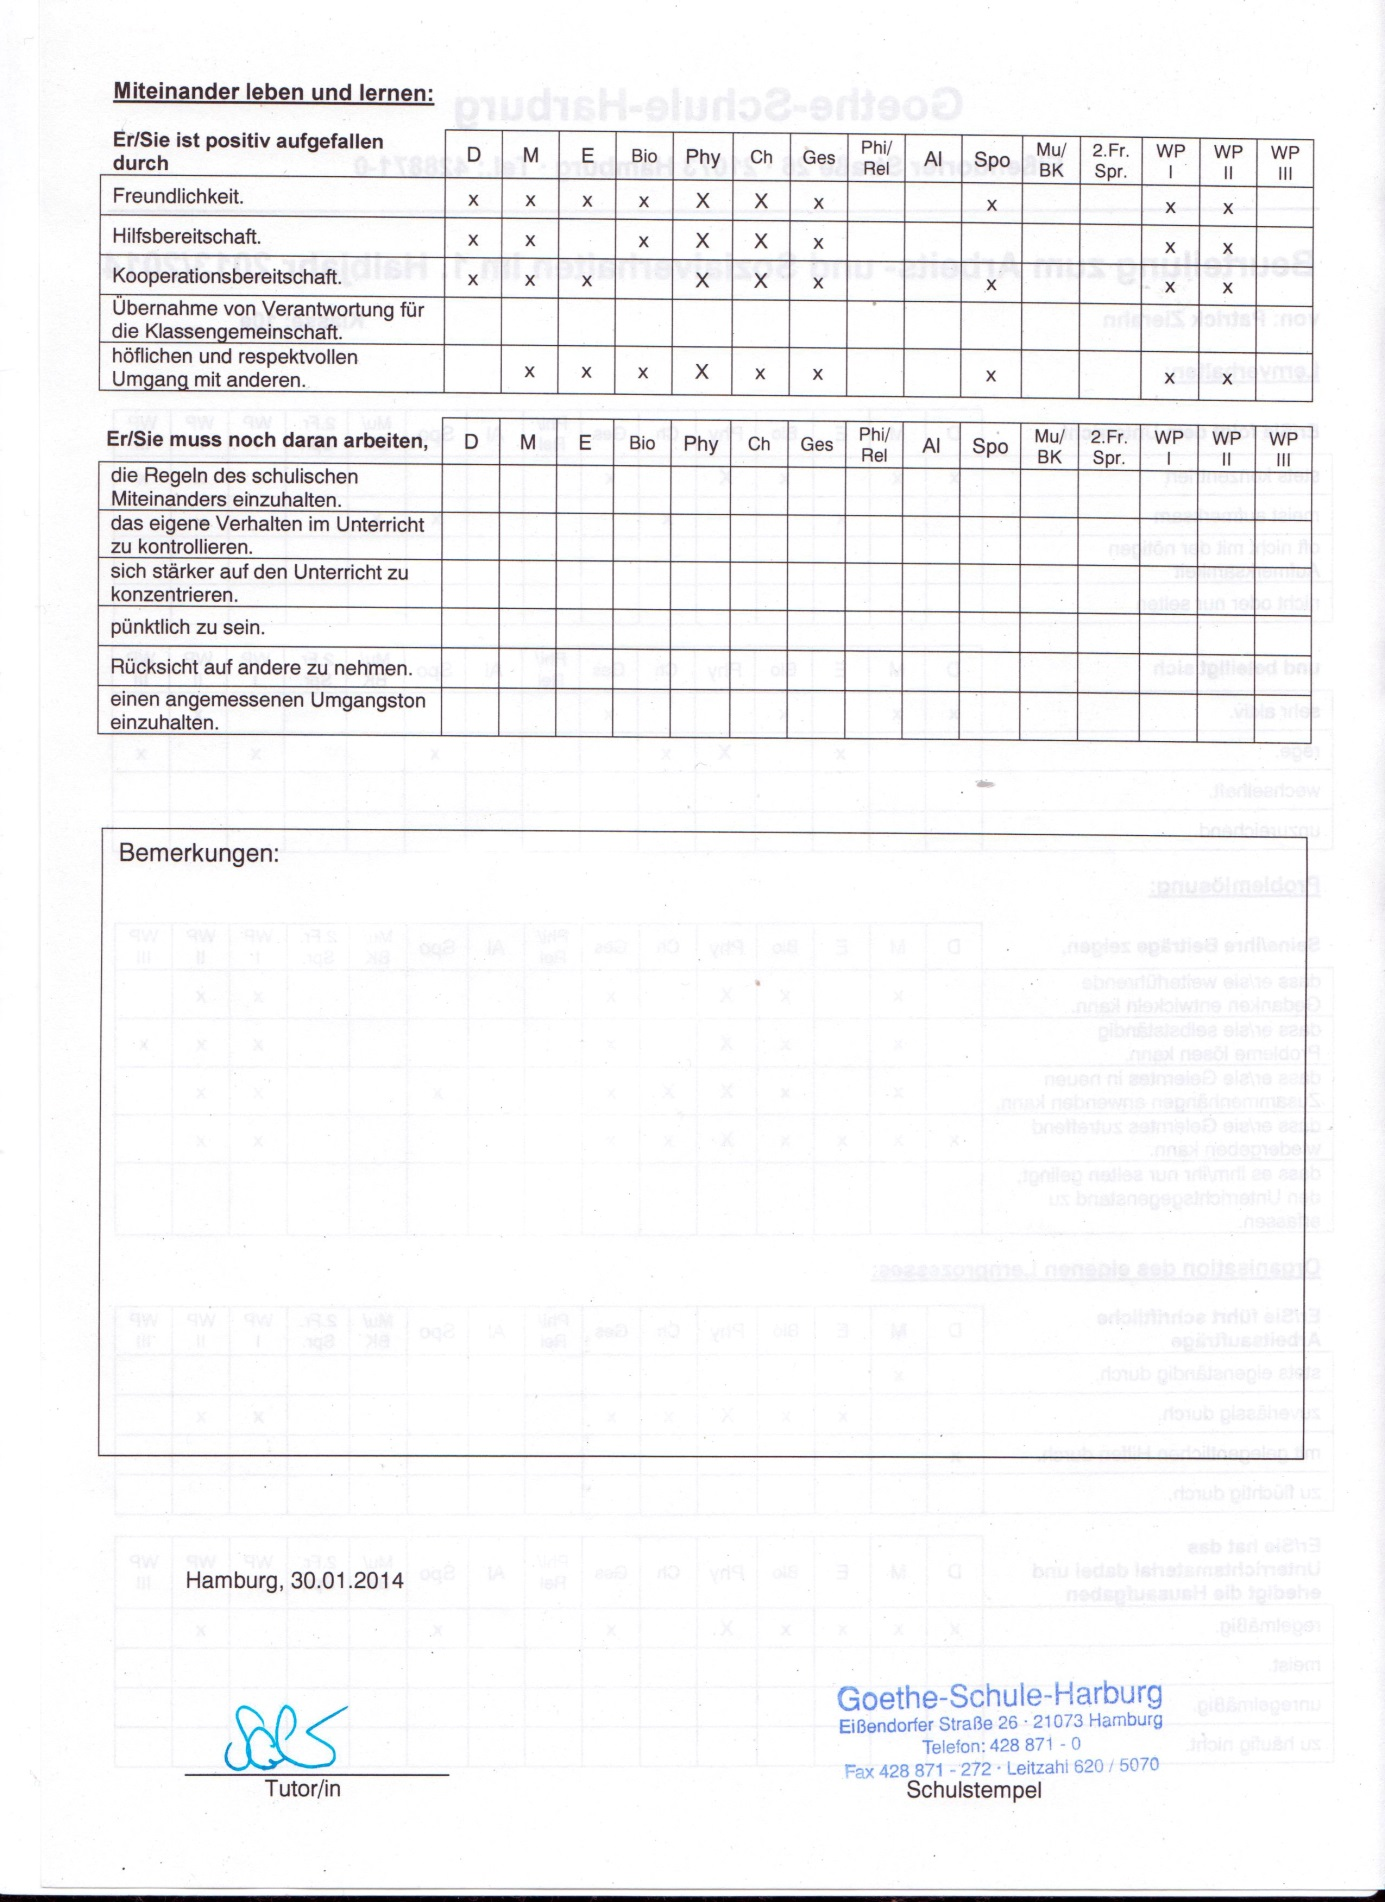 Miteinander leben und lernen:
Er/Sie ist positiv aufgefallen durch | D | M | E | Bio | Phy | Ch | Ges | Phi/Rel | Al | Spo | Mu/BK | 2.Fr. Spr. | WP I | WP II | WP III
Freundlichkeit. | x | x | x | x | X | X | x | | | x | | | x | x |
Hilfsbereitschaft. | x | x | | x | X | X | x | | | | | | x | x |
Kooperationsbereitschaft. | x | x | x | | X | X | x | | | x | | | x | x |
Übernahme von Verantwortung für die Klassengemeinschaft. | | | | | | | | | | | | | | |
höflichen und respektvollen Umgang mit anderen. | | x | x | x | X | x | x | | | x | | | x | x |
Er/Sie muss noch daran arbeiten, | D | M | E | Bio | Phy | Ch | Ges | Phi/Rel | Al | Spo | Mu/BK | 2.Fr. Spr. | WP I | WP II | WP III
die Regeln des schulischen Miteinanders einzuhalten.
das eigene Verhalten im Unterricht zu kontrollieren.
sich stärker auf den Unterricht zu konzentrieren.
pünktlich zu sein.
Rücksicht auf andere zu nehmen.
einen angemessenen Umgangston einzuhalten.
Bemerkungen:
Hamburg, 30.01.2014
Tutor/in
Goethe-Schule-Harburg
Eißendorfer Straße 26 · 21073 Hamburg
Telefon: 428 871 - 0
Fax 428 871 - 272 · Leitzahl 620 / 5070
Schulstempel